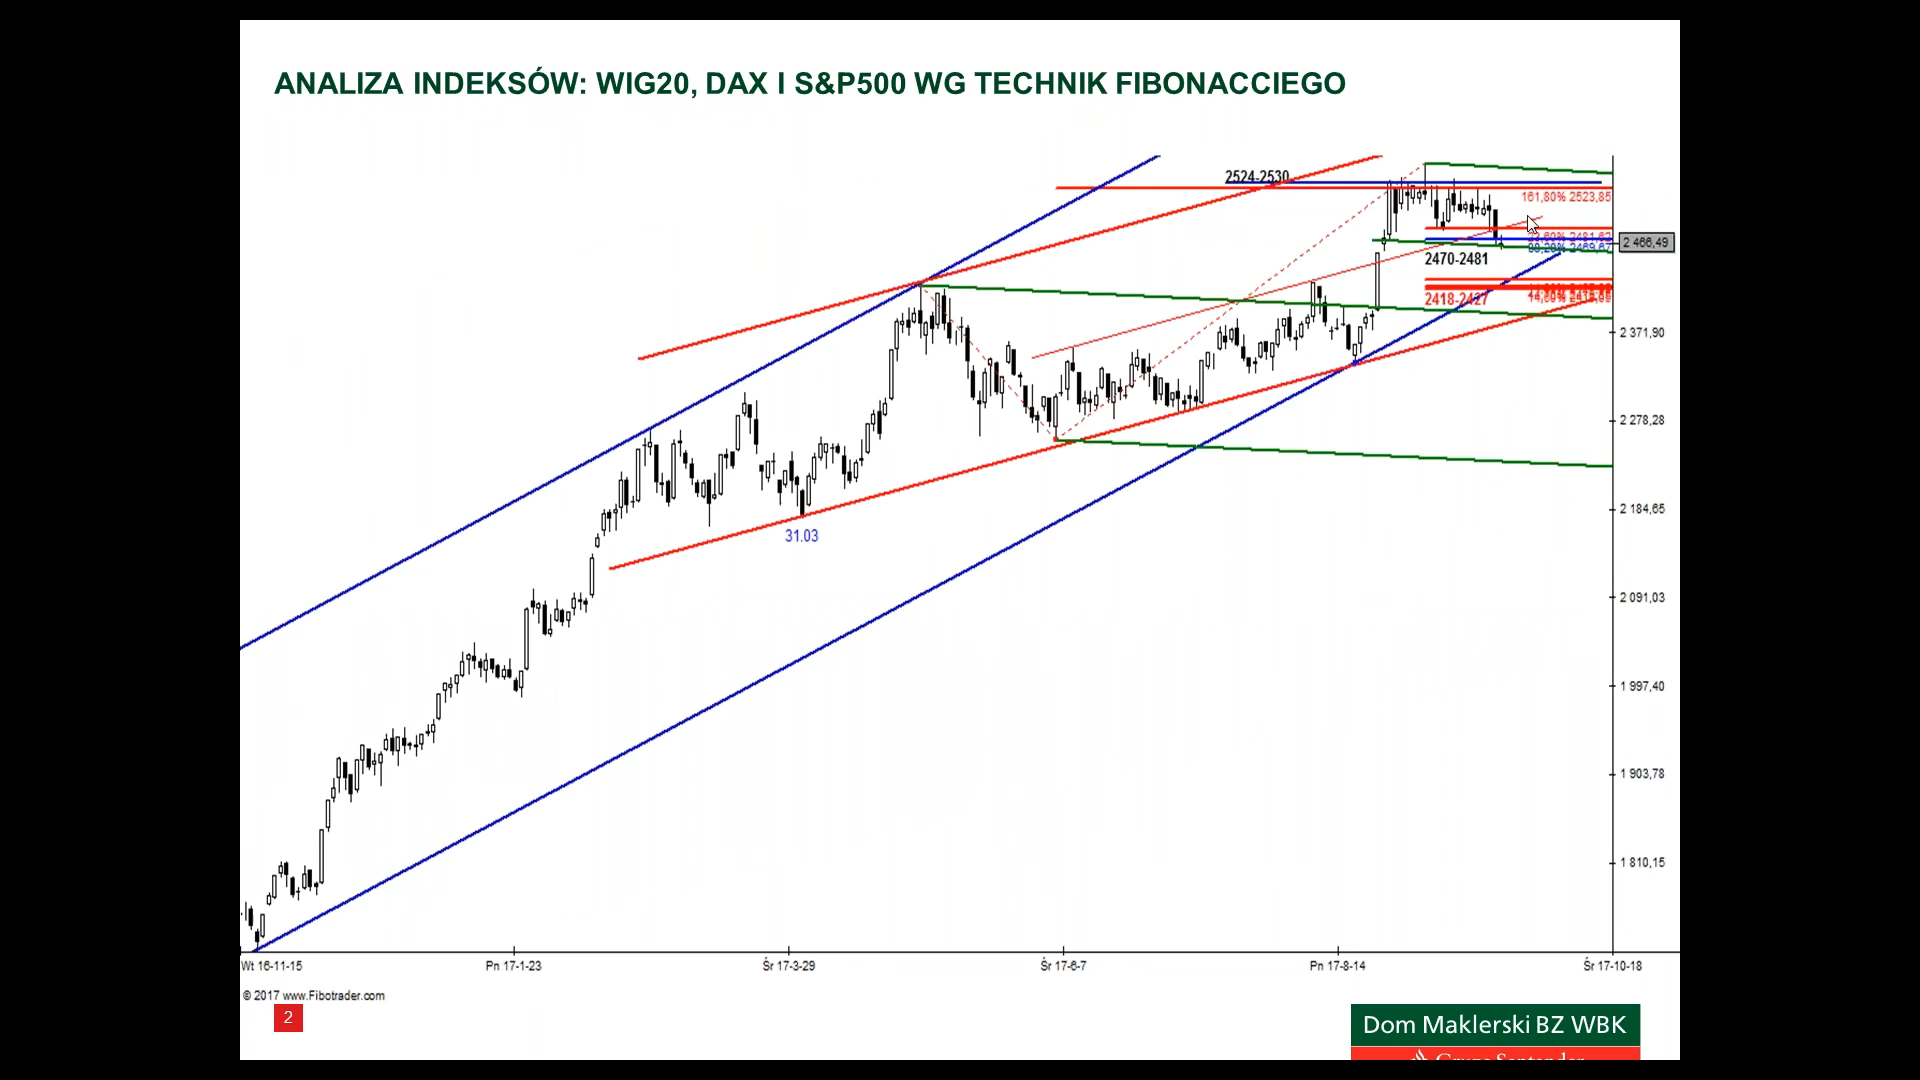 ANALIZA INDEKSÓW: WIG20, DAX I S&P500 WG TECHNIK FIBONACCIEGO
2524-2530
161,80% 2523,85
2 466,49
2470-2481
2418-2427
2 371,90
2 278,28
2 184,65
31.03
2 091,03
1 997,40
1 903,78
1 810,15
Wt 16-11-15
Pn 17-1-23
Śr 17-3-29
Śr 17-6-7
Pn 17-8-14
Śr 17-10-18
© 2017 www.Fibotrader.com
2
Dom Maklerski BZ WBK
Grupa Santander